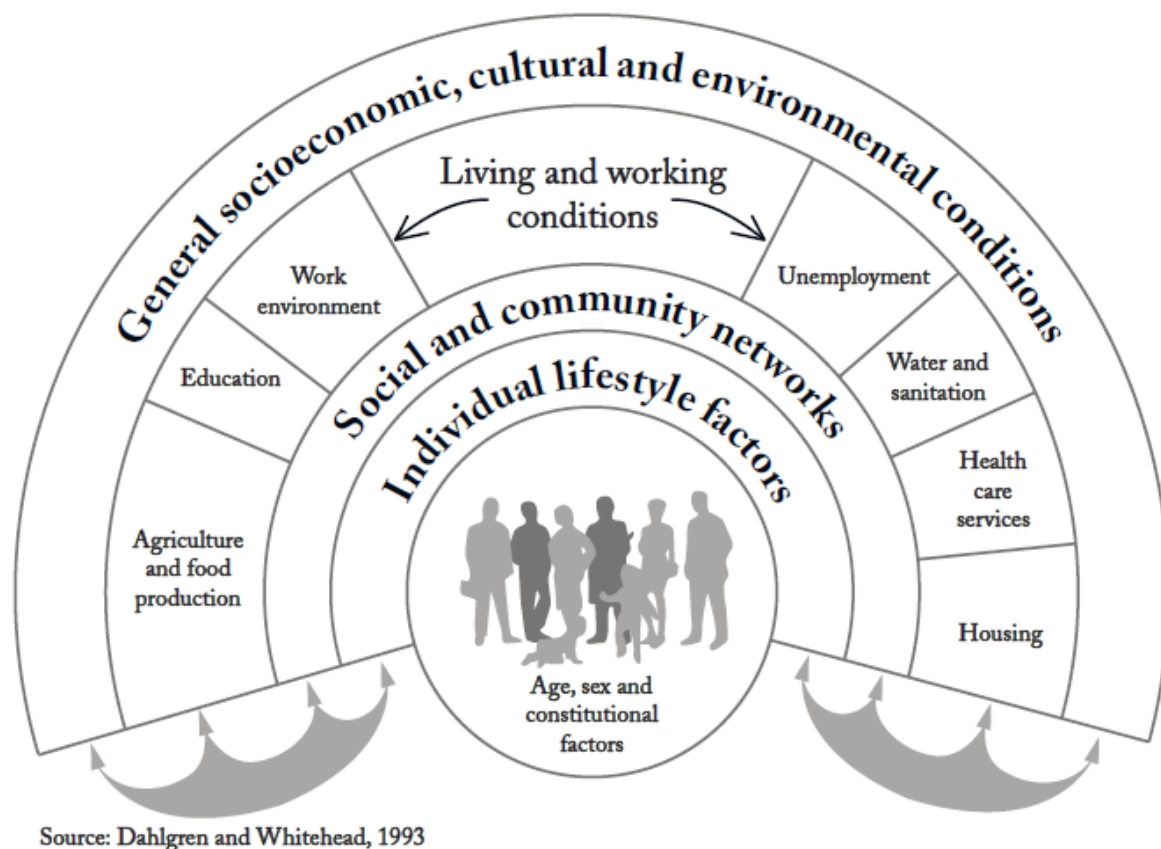 General socioeconomic, cultural and environmental conditions
Living and working
conditions
Work
environment
Unemployment
Education
Water and
sanitation
Social and community networks
Individual lifestyle factors
Agriculture
and food
production
Health
care
services
Housing
Age, sex and
constitutional
factors
Source: Dahlgren and Whitehead, 1993